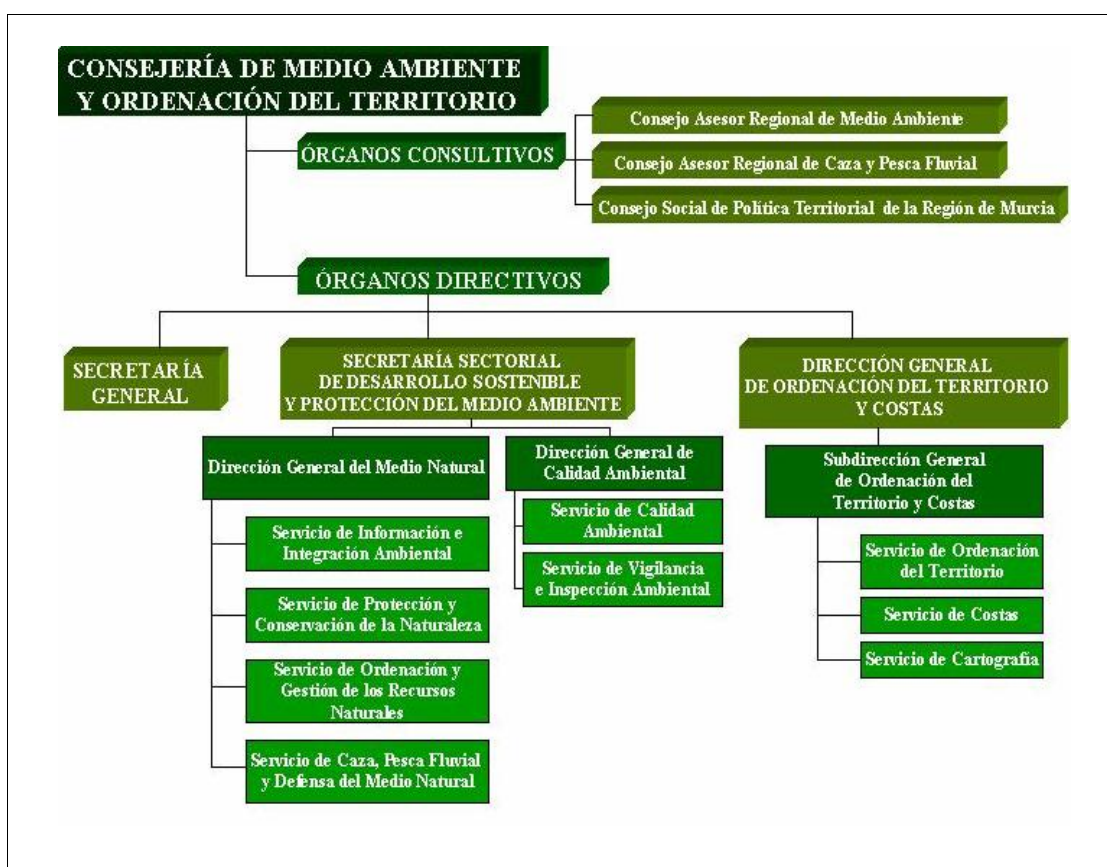 CONSEJERÍA DE MEDIO AMBIENTE
Y ORDENACIÓN DEL TERRITORIO
ÓRGANOS CONSULTIVOS
Consejo Asesor Regional de Medio Ambiente
Consejo Asesor Regional de Caza y Pesca Fluvial
Consejo Social de Política Territorial de la Región de Murcia
ÓRGANOS DIRECTIVOS
SECRETARÍA
GENERAL
SECRETARÍA SECTORIAL
DE DESARROLLO SOSTENIBLE
Y PROTECCIÓN DEL MEDIO AMBIENTE
DIRECCIÓN GENERAL
DE ORDENACIÓN DEL TERRITORIO
Y COSTAS
Dirección General del Medio Natural
Servicio de Información e
Integración Ambiental
Servicio de Protección y
Conservación de la Naturaleza
Servicio de Ordenación y
Gestión de los Recursos
Naturales
Servicio de Caza, Pesca Fluvial
y Defensa del Medio Natural
Dirección General de
Calidad Ambiental
Servicio de Calidad
Ambiental
Servicio de Vigilancia
e Inspección Ambiental
Subdirección General
de Ordenación del
Territorio y Costas
Servicio de Ordenación
del Territorio
Servicio de Costas
Servicio de Cartografía